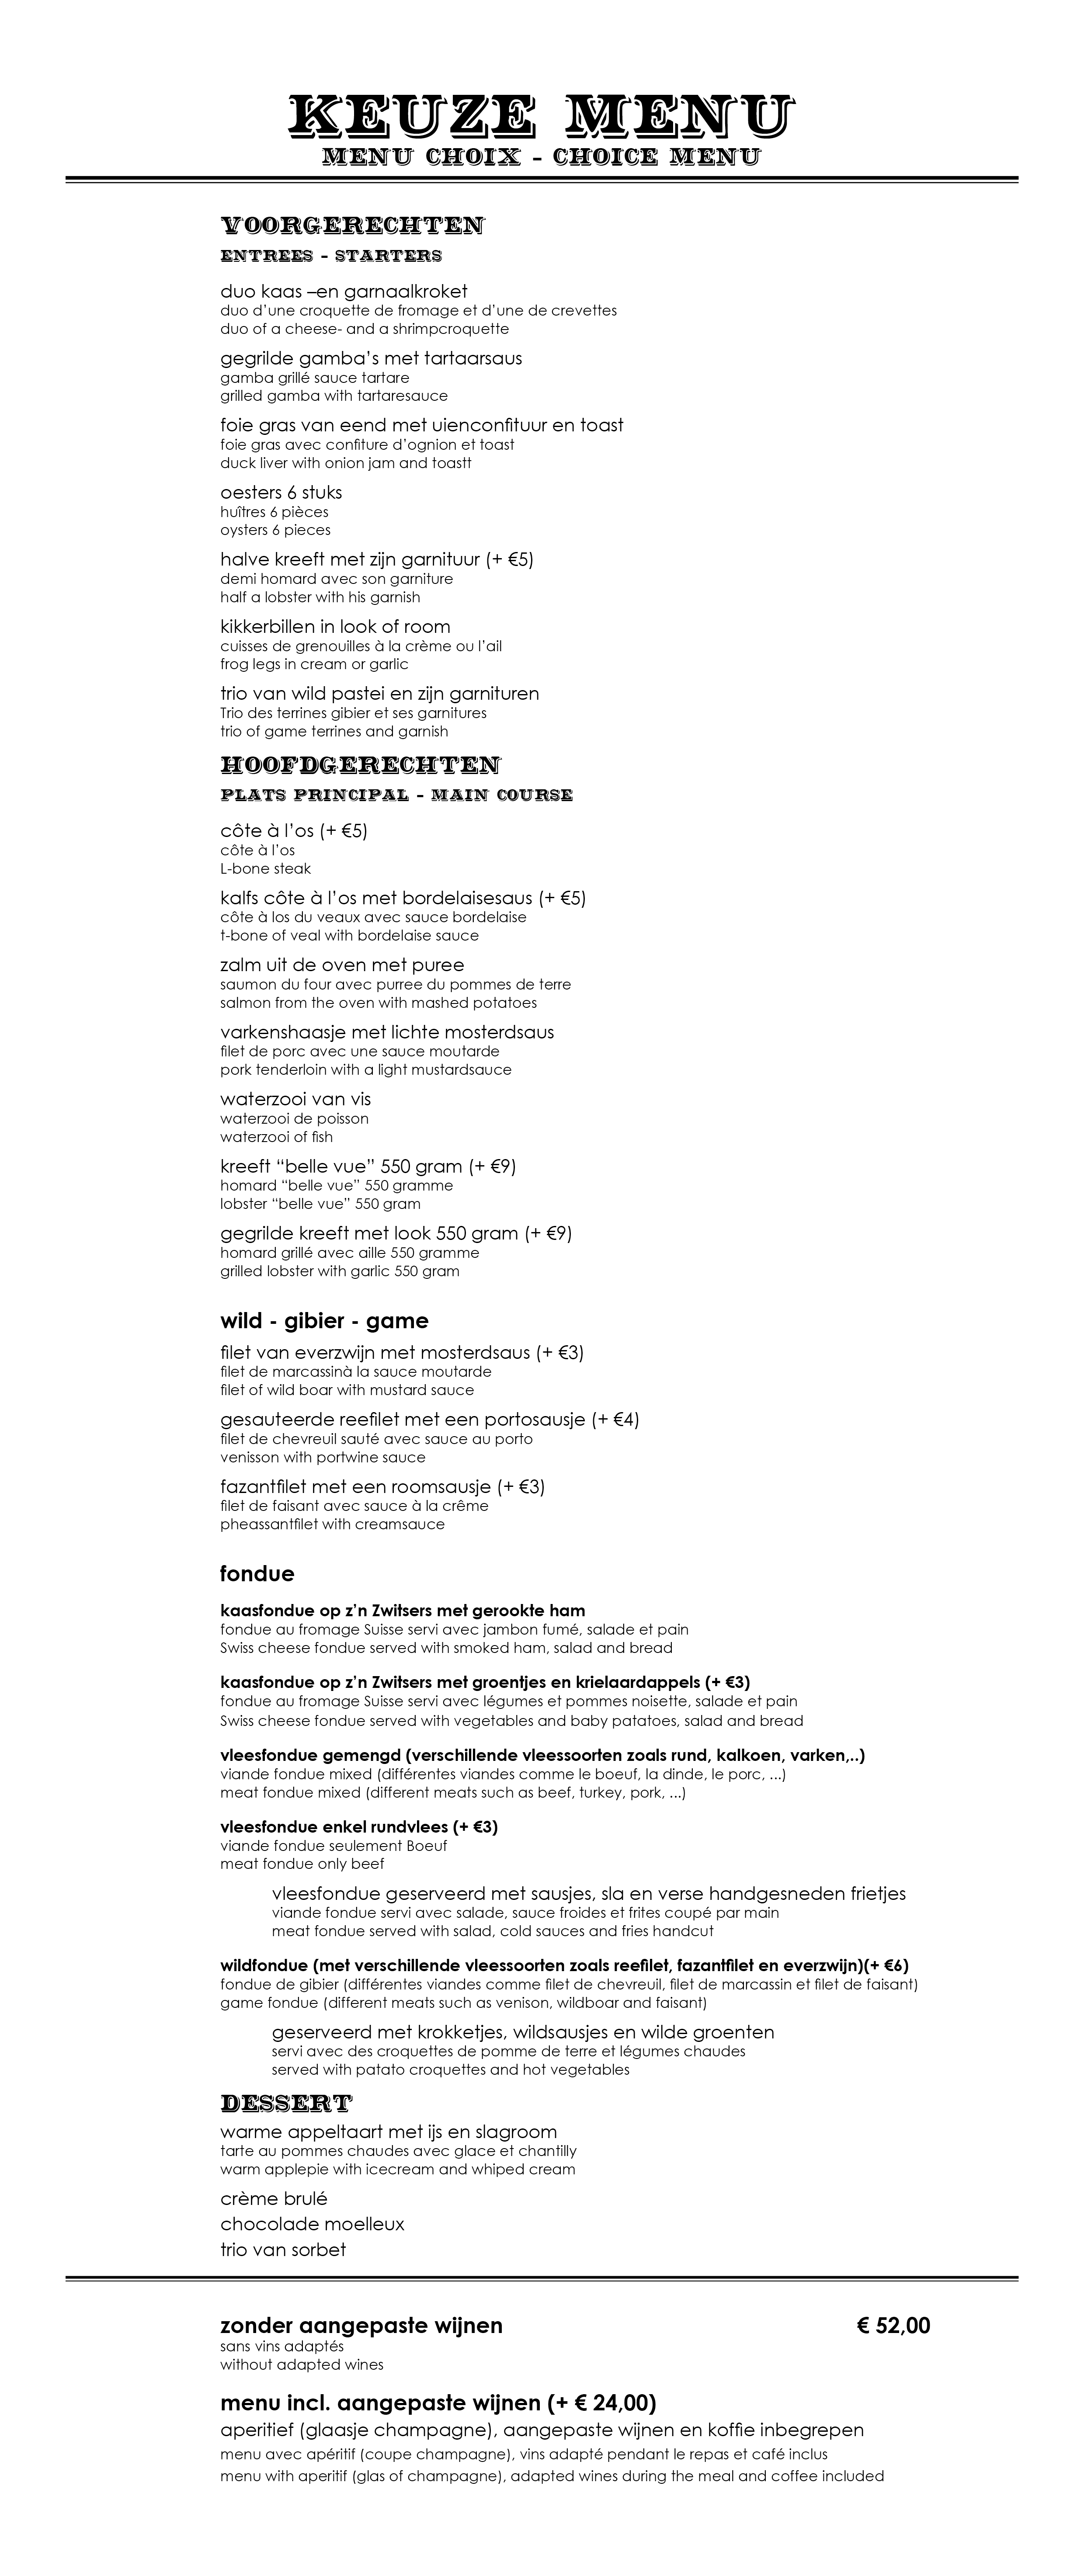 KEUZE MENU
MENU CHOIX - CHOICE MENU
VOORGERECHTEN
ENTREES - STARTERS
duo kaas –en garnaalkroket
duo d’une croquette de fromage et d’une de crevettes
duo of a cheese- and a shrimpcroquette
gegrilde gamba’s met tartaarsaus
gamba grillé sauce tartare
grilled gamba with tartaresauce
foie gras van eend met uienconfituur en toast
foie gras avec confiture d’ognion et toast
duck liver with onion jam and toastt
oesters 6 stuks
huîtres 6 pièces
oysters 6 pieces
halve kreeft met zijn garnituur (+ €5)
demi homard avec son garniture
half a lobster with his garnish
kikkerbillen in look of room
cuisses de grenouilles à la crème ou l’ail
frog legs in cream or garlic
trio van wild pastei en zijn garnituren
Trio des terrines gibier et ses garnitures
trio of game terrines and garnish
HOOFDGERECHTEN
PLATS PRINCIPAL - MAIN COURSE
côte à l’os (+ €5)
côte à l’os
L-bone steak
kalfs côte à l’os met bordelaisesaus (+ €5)
côte à los du veaux avec sauce bordelaise
t-bone of veal with bordelaise sauce
zalm uit de oven met puree
saumon du four avec purree du pommes de terre
salmon from the oven with mashed potatoes
varkenshaasje met lichte mosterdsaus
filet de porc avec une sauce moutarde
pork tenderloin with a light mustardsauce
waterzooi van vis
waterzooi de poisson
waterzooi of fish
kreeft “belle vue” 550 gram (+ €9)
homard “belle vue” 550 gramme
lobster “belle vue” 550 gram
gegrilde kreeft met look 550 gram (+ €9)
homard grillé avec aille 550 gramme
grilled lobster with garlic 550 gram
wild - gibier - game
filet van everzwijn met mosterdsaus (+ €3)
filet de marcassinà la sauce moutarde
filet of wild boar with mustard sauce
gesauteerde reefilet met een portosausje (+ €4)
filet de chevreuil sauté avec sauce au porto
venisson with portwine sauce
fazantfilet met een roomsausje (+ €3)
filet de faisant avec sauce à la crême
pheassantfilet with creamsauce
fondue
kaasfondue op z’n Zwitsers met gerookte ham
fondue au fromage Suisse servi avec jambon fumé, salade et pain
Swiss cheese fondue served with smoked ham, salad and bread
kaasfondue op z’n Zwitsers met groentjes en krielaardappels (+ €3)
fondue au fromage Suisse servi avec légumes et pommes noisette, salade et pain
Swiss cheese fondue served with vegetables and baby patatoes, salad and bread
vleesfondue gemengd (verschillende vleessoorten zoals rund, kalkoen, varken,..)
viande fondue mixed (différentes viandes comme le boeuf, la dinde, le porc, ...)
meat fondue mixed (different meats such as beef, turkey, pork, ...)
vleesfondue enkel rundvlees (+ €3)
viande fondue seulement Boeuf
meat fondue only beef
vleesfondue geserveerd met sausjes, sla en verse handgesneden frietjes
viande fondue servi avec salade, sauce froides et frites coupé par main
meat fondue served with salad, cold sauces and fries handcut
wildfondue (met verschillende vleessoorten zoals reefilet, fazantfilet en everzwijn)(+ €6)
fondue de gibier (différentes viandes comme filet de chevreuil, filet de marcassin et filet de faisant)
game fondue (different meats such as venison, wildboar and faisant)
geserveerd met krokketjes, wildsausjes en wilde groenten
servi avec des croquettes de pomme de terre et légumes chaudes
served with patato croquettes and hot vegetables
DESSERT
warme appeltaart met ijs en slagroom
tarte au pommes chaudes avec glace et chantilly
warm applepie with icecream and whiped cream
crème brulé
chocolade moelleux
trio van sorbet
zonder aangepaste wijnen € 52,00
sans vins adaptés
without adapted wines
menu incl. aangepaste wijnen (+ € 24,00)
aperitief (glaasje champagne), aangepaste wijnen en koffie inbegrepen
menu avec apéritif (coupe champagne), vins adapté pendant le repas et café inclus
menu with aperitif (glas of champagne), adapted wines during the meal and coffee included